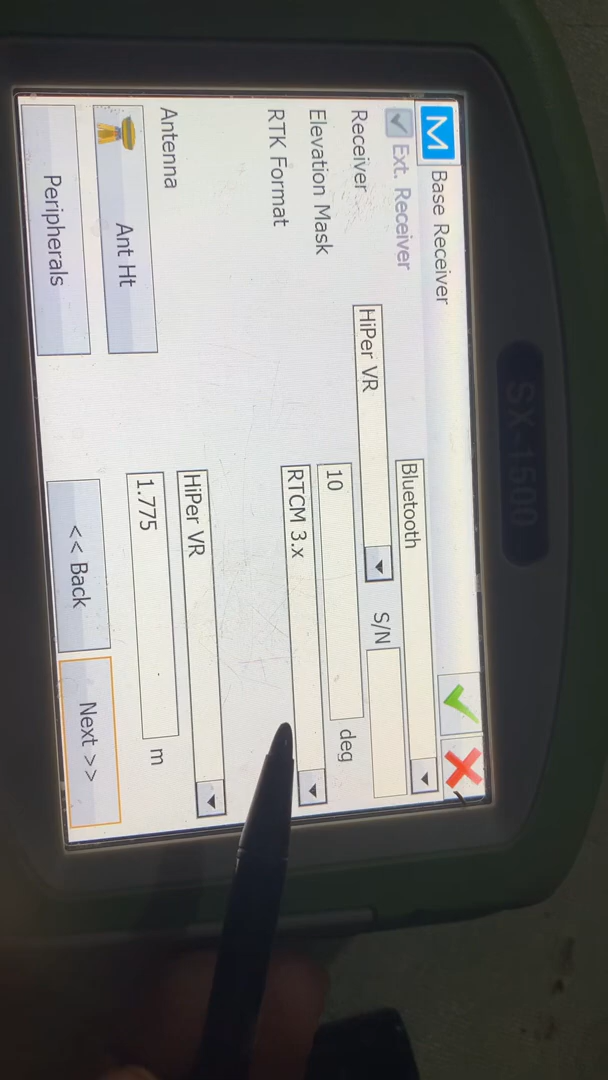 M Base Receiver
Ext. Receiver Bluetooth
Receiver HiPer VR S/N
Elevation Mask 10 deg
RTK Format RTCM 3.x
Antenna HiPer VR
Ant Ht 1.775 m
Peripherals << Back Next >>
SX-1500